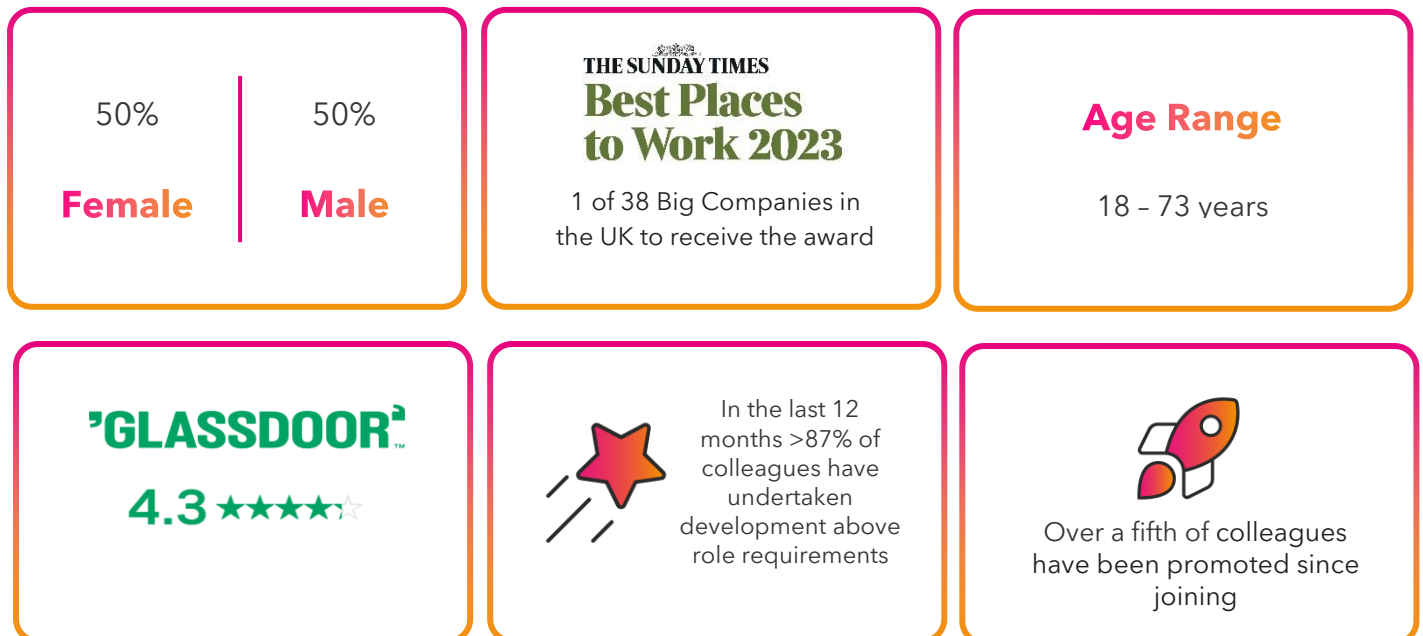 50%
Female
50%
Male
THE SUNDAY TIMES
Best Places
to Work 2023
1 of 38 Big Companies in
the UK to receive the award
Age Range
18 – 73 years
GLASSDOOR™
4.3
In the last 12
months >87% of
colleagues have
undertaken
development above
role requirements
Over a fifth of colleagues
have been promoted since
joining